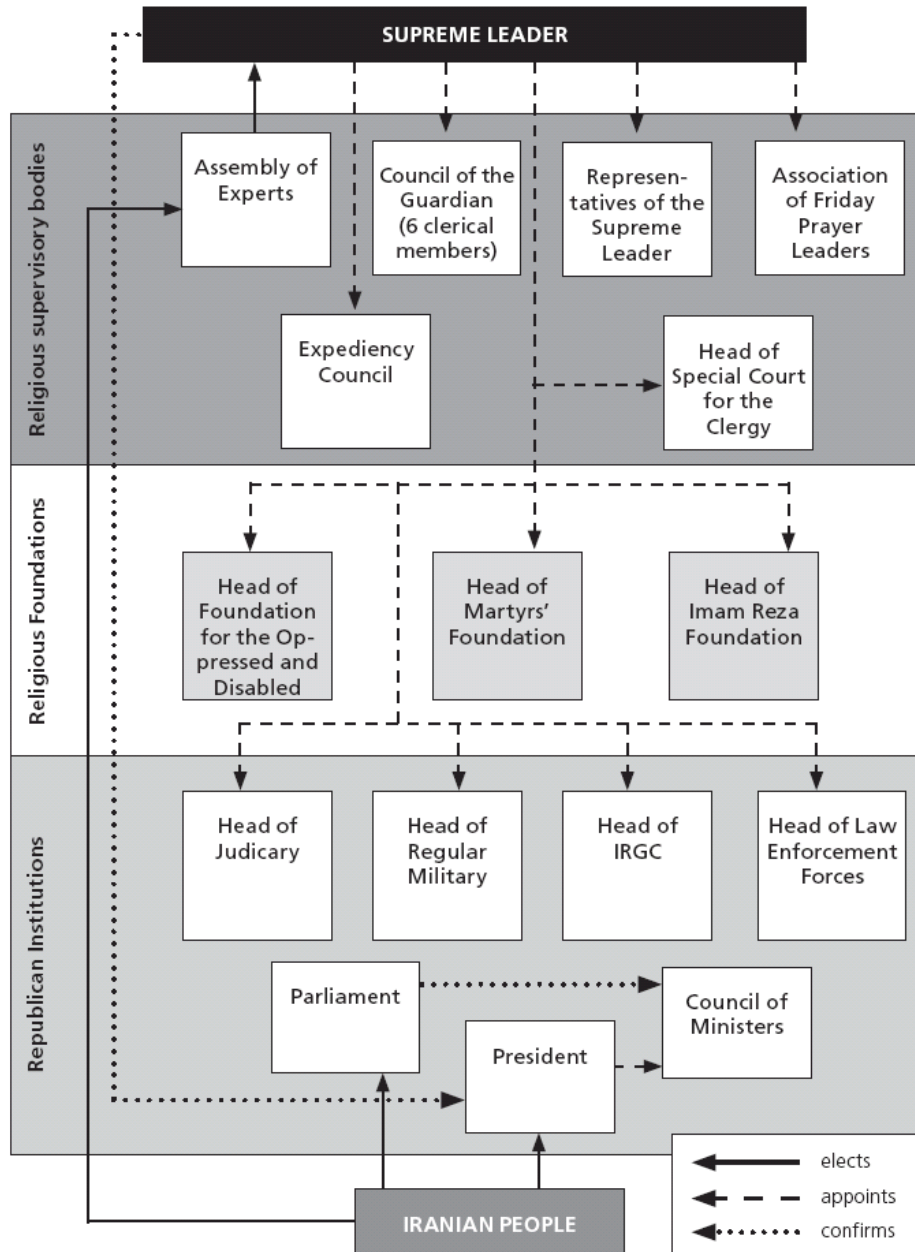 SUPREME LEADER
Religious supervisory bodies
Assembly of
Experts
Council of the
Guardian
(6 clerical
members)
Represen-
tatives of the
Supreme
Leader
Association
of Friday
Prayer
Leaders
Expediency
Council
Head of
Special Court
for the
Clergy
Religious Foundations
Head of
Foundation
for the Op-
pressed and
Disabled
Head of
Martyrs’
Foundation
Head of
Imam Reza
Foundation
Republican Institutions
Head of
Judicary
Head of
Regular
Military
Head of
IRGC
Head of Law
Enforcement
Forces
Parliament
Council of
Ministers
President
IRANIAN PEOPLE
elects
appoints
confirms